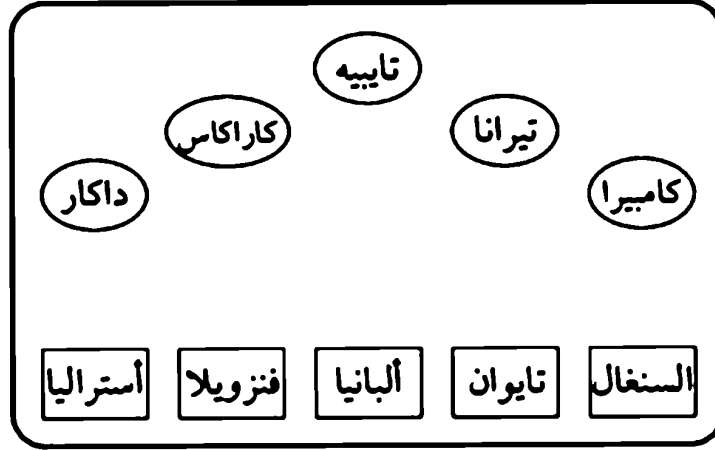 تايبيه
تيرانا
كاراكاس
كامبيرا
داكار
السنغال
تايوان
ألبانيا
فنزويلا
أستراليا